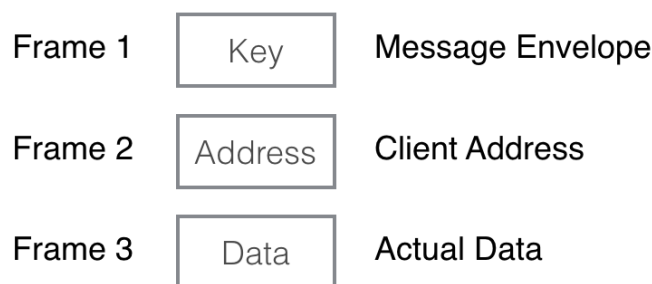 Frame 1 Key Message Envelope
Frame 2 Address Client Address
Frame 3 Data Actual Data